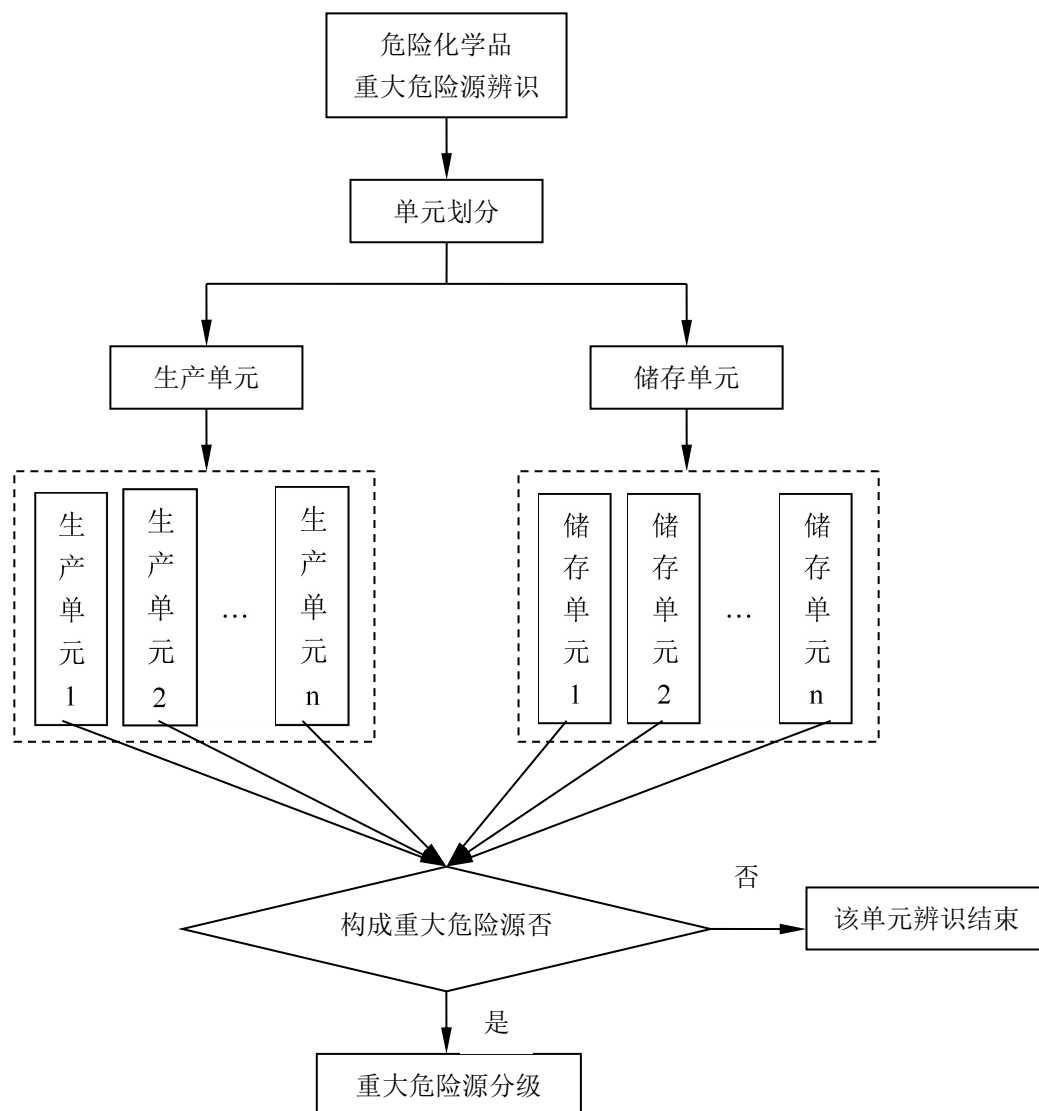 危险化学品
重大危险源辨识
单元划分
生产单元
储存单元
生产单元1
生产单元2
…
生产单元n
储存单元1
储存单元2
…
储存单元n
构成重大危险源否
否
该单元辨识结束
是
重大危险源分级